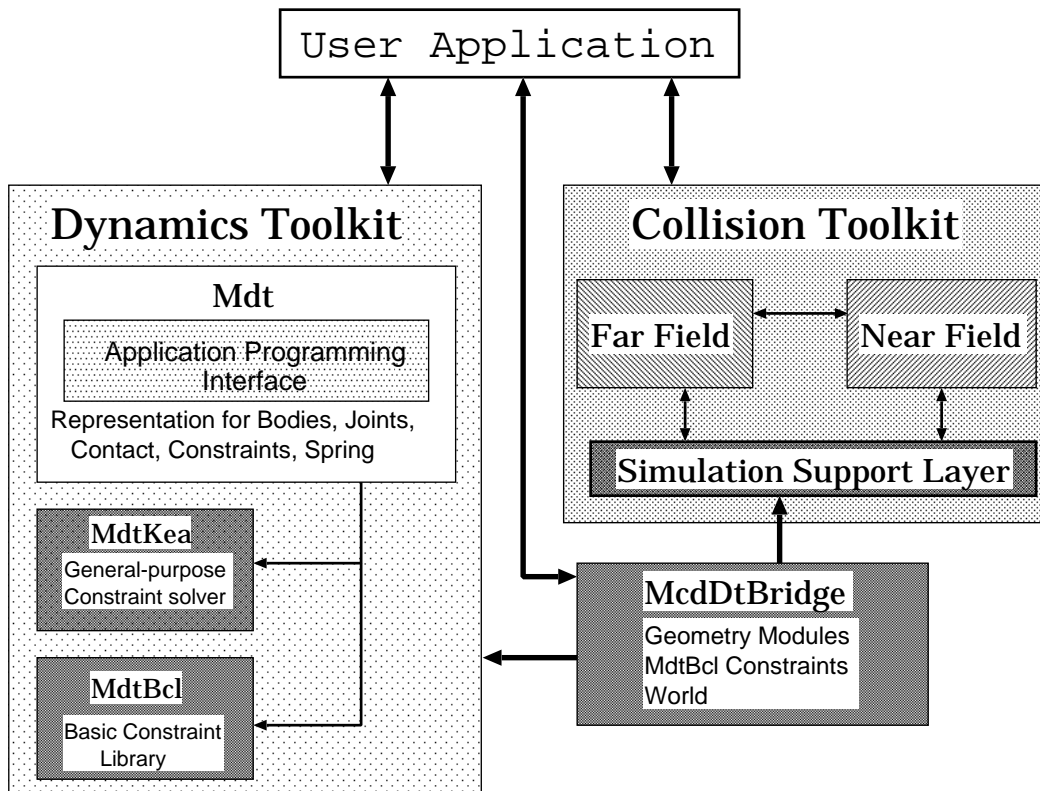 User Application
Dynamics Toolkit
Mdt
Application Programming
Interface
Representation for Bodies, Joints,
Contact, Constraints, Spring
MdtKea
General-purpose
Constraint solver
MdtBcl
Basic Constraint
Library
Collision Toolkit
Far Field
Near Field
Simulation Support Layer
McdDtBridge
Geometry Modules
MdtBcl Constraints
World